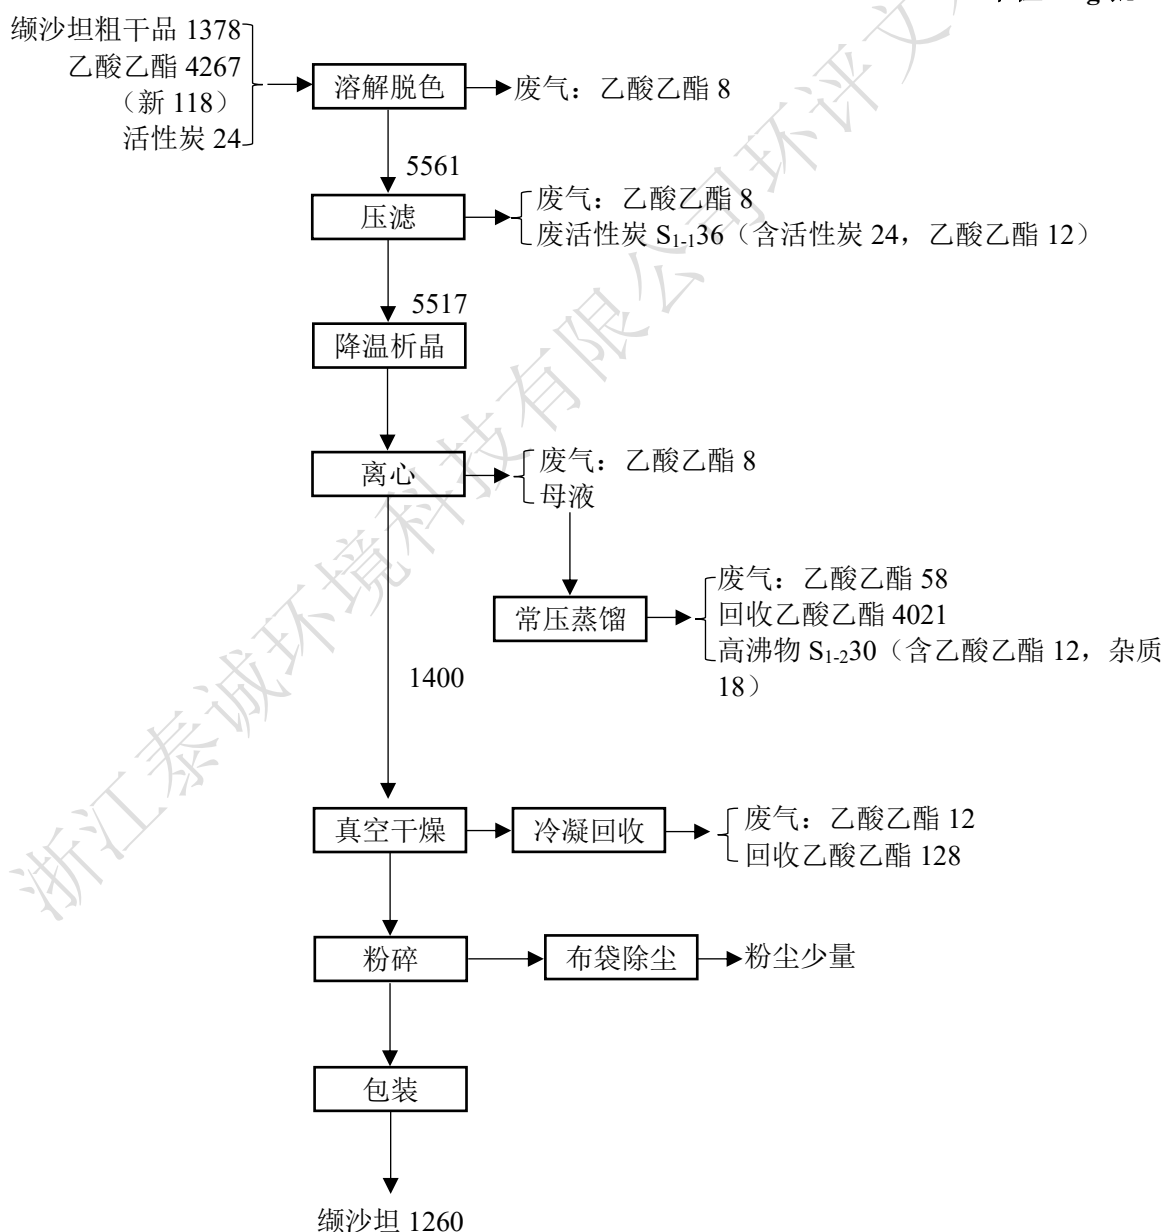 缬沙坦粗干品 1378
乙酸乙酯 4267
（新 118）
活性炭 24
溶解脱色
废气：乙酸乙酯 8
5561
压滤
废气：乙酸乙酯 8
废活性炭 S1-136（含活性炭 24，乙酸乙酯 12）
5517
降温析晶
离心
废气：乙酸乙酯 8
母液
常压蒸馏
废气：乙酸乙酯 58
回收乙酸乙酯 4021
高沸物 S1-230（含乙酸乙酯 12，杂质
18）
1400
真空干燥
冷凝回收
废气：乙酸乙酯 12
回收乙酸乙酯 128
粉碎
布袋除尘
粉尘少量
包装
缬沙坦 1260
浙江泰诚环境科技有限公司环评文